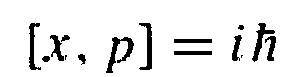 [x, p] = iħ